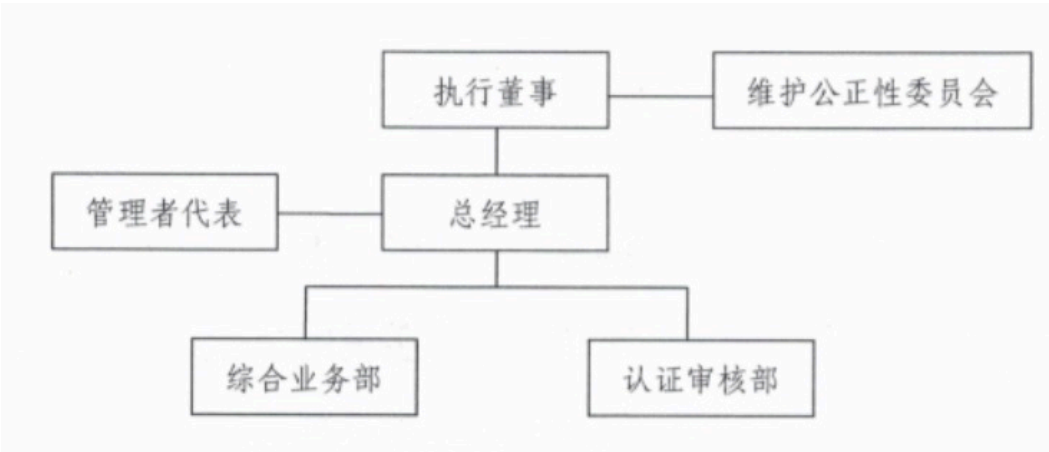 执行董事
维护公正性委员会
管理者代表
总经理
综合业务部
认证审核部